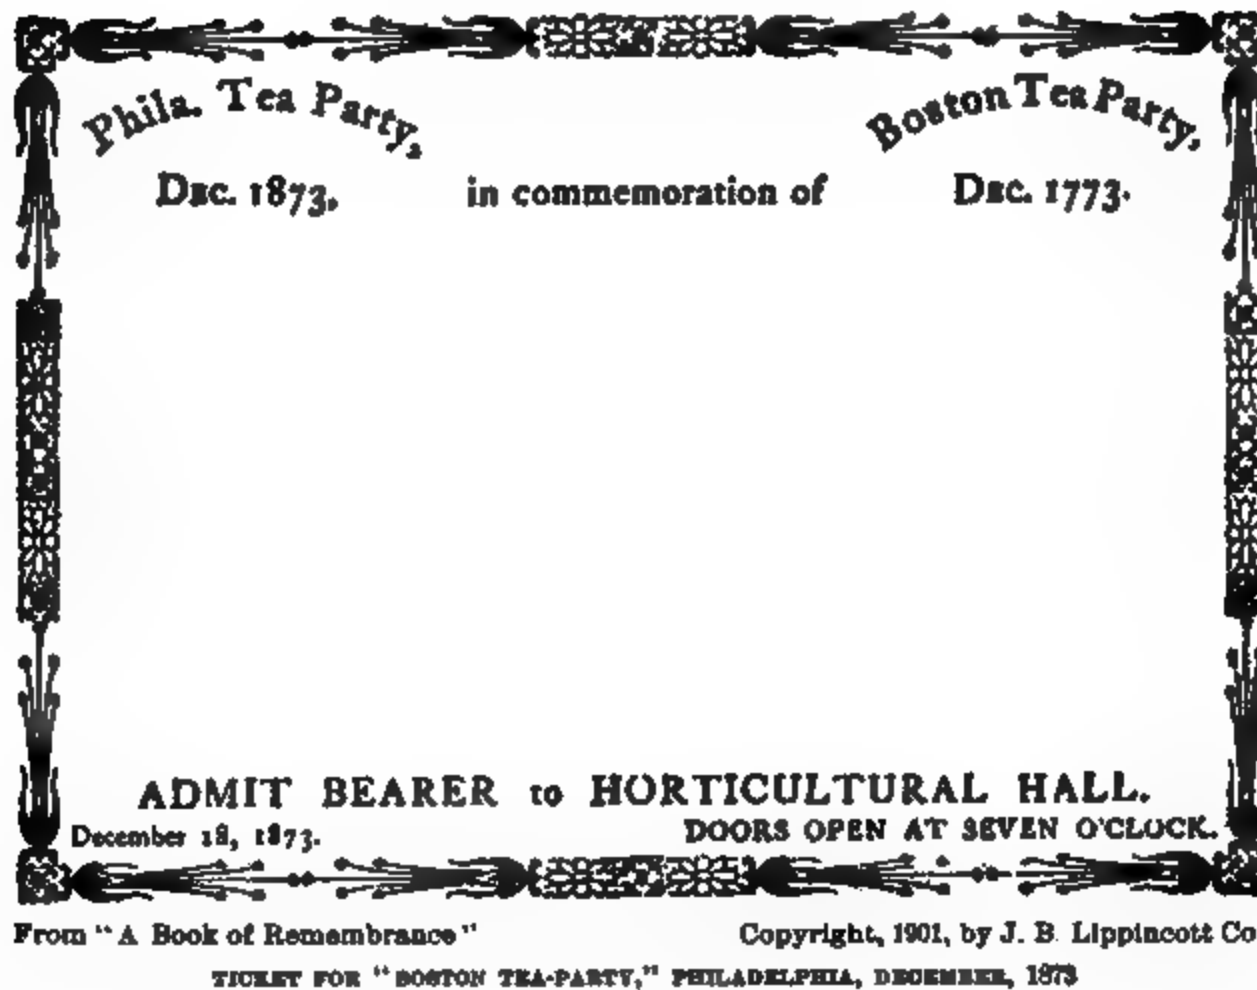 Phila. Tea Party, Boston Tea Party,
Dec. 1873. in commemoration of Dec. 1773.
ADMIT BEARER to HORTICULTURAL HALL.
December 18, 1873. DOORS OPEN AT SEVEN O'CLOCK.
From "A Book of Remembrance" Copyright, 1901, by J. B. Lippincott Co
TICKET FOR "BOSTON TEA-PARTY," PHILADELPHIA, DECEMBER, 1873